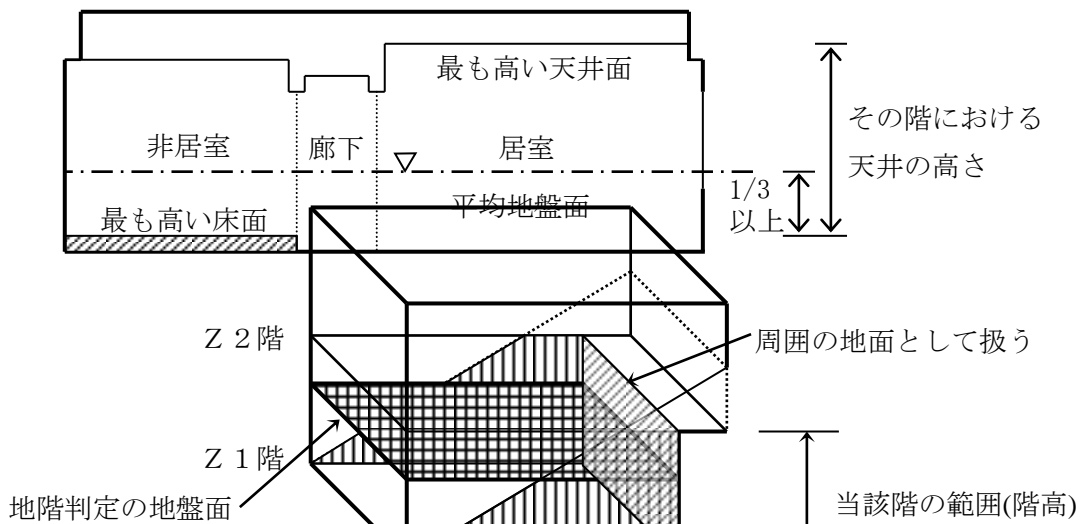 最も高い天井面
その階における
天井の高さ
非居室
廊下
居室
1/3
以上
最も高い床面
平均地盤面
Ｚ２階
周囲の地面として扱う
Ｚ１階
地階判定の地盤面
当該階の範囲(階高)